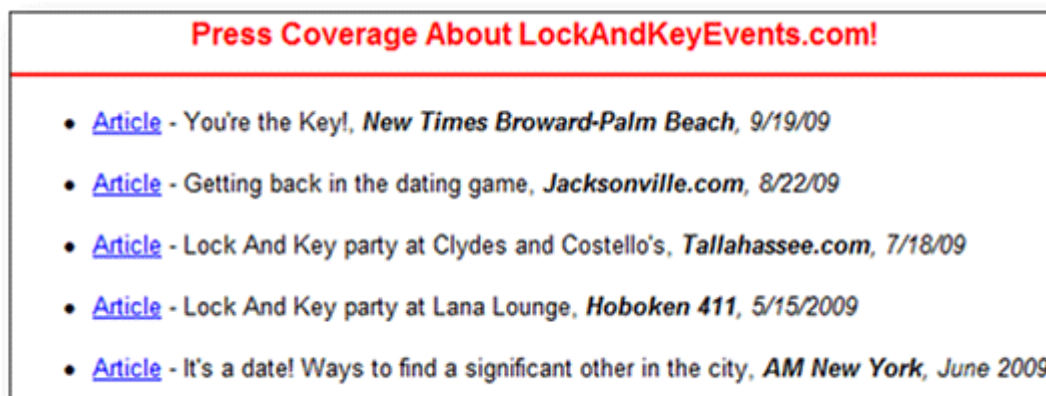 Press Coverage About LockAndKeyEvents.com!
• Article - You're the Key!, New Times Broward-Palm Beach, 9/19/09
• Article - Getting back in the dating game, Jacksonville.com, 8/22/09
• Article - Lock And Key party at Clydes and Costello's, Tallahassee.com, 7/18/09
• Article - Lock And Key party at Lana Lounge, Hoboken 411, 5/15/2009
• Article - It's a date! Ways to find a significant other in the city, AM New York, June 2009